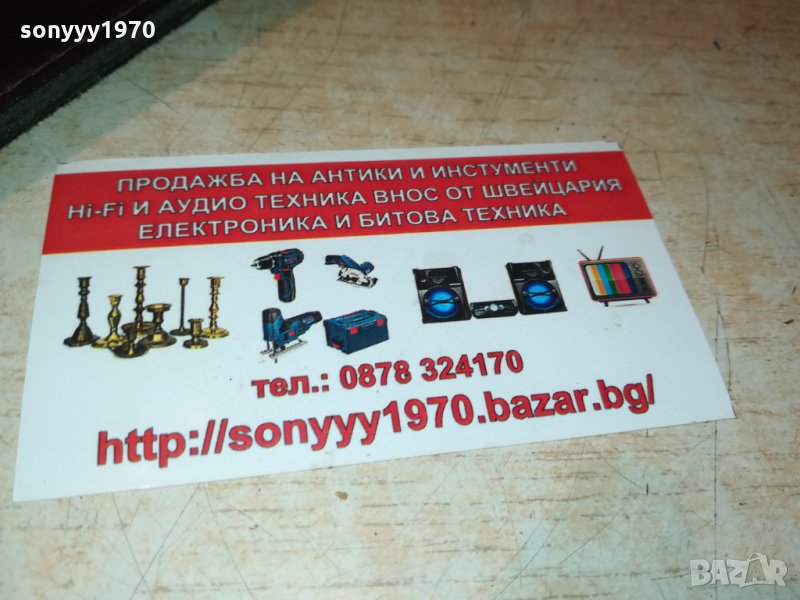 sonyyy1970
ПРОДАЖБА НА АНТИКИ И ИНСТУМЕНТИ
Hi-Fi И АУДИО ТЕХНИКА ВНОС ОТ ШВЕЙЦАРИЯ
ЕЛЕКТРОНИКА И БИТОВА ТЕХНИКА
тел.: 0878 324170
http://sonyyy1970.bazar.bg/
sonyyy1970
BAZAR